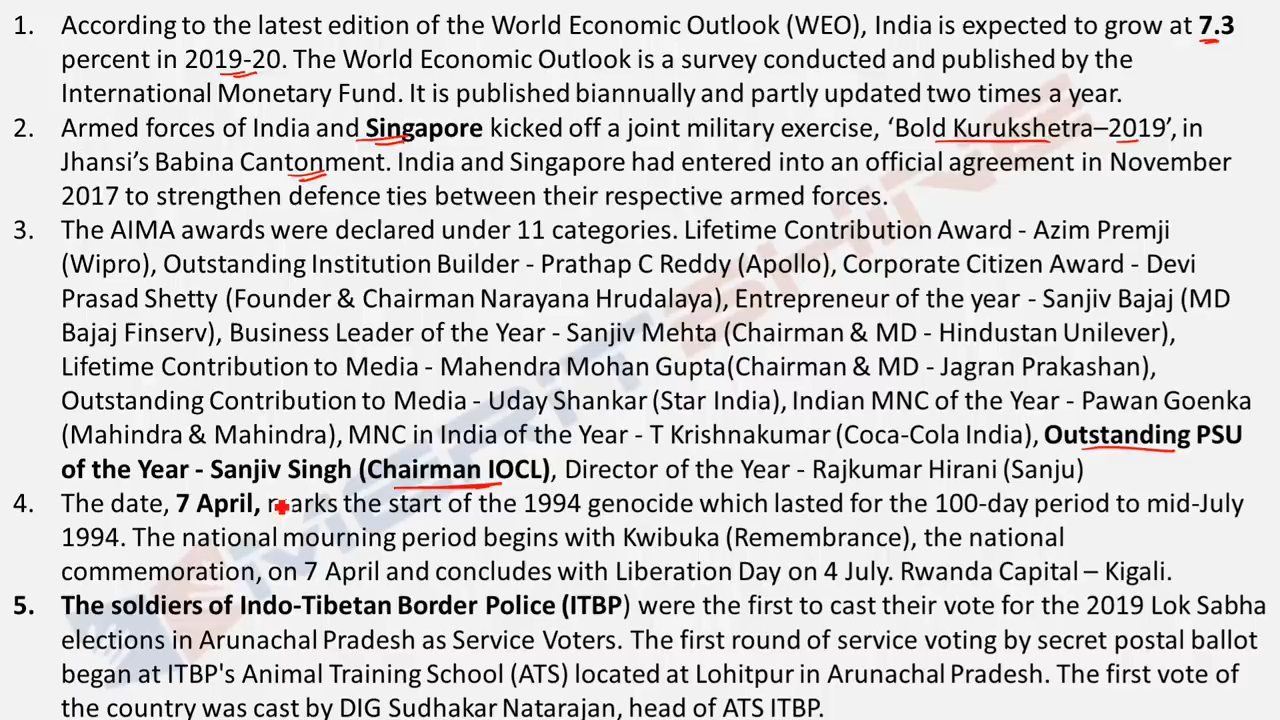 1. According to the latest edition of the World Economic Outlook (WEO), India is expected to grow at 7.3
percent in 2019-20. The World Economic Outlook is a survey conducted and published by the
International Monetary Fund. It is published biannually and partly updated two times a year.
2. Armed forces of India and Singapore kicked off a joint military exercise, ‘Bold Kurukshetra–2019’, in
Jhansi’s Babina Cantonment. India and Singapore had entered into an official agreement in November
2017 to strengthen defence ties between their respective armed forces.
3. The AIMA awards were declared under 11 categories. Lifetime Contribution Award - Azim Premji
(Wipro), Outstanding Institution Builder - Prathap C Reddy (Apollo), Corporate Citizen Award - Devi
Prasad Shetty (Founder & Chairman Narayana Hrudalaya), Entrepreneur of the year - Sanjiv Bajaj (MD
Bajaj Finserv), Business Leader of the Year - Sanjiv Mehta (Chairman & MD - Hindustan Unilever),
Lifetime Contribution to Media - Mahendra Mohan Gupta(Chairman & MD - Jagran Prakashan),
Outstanding Contribution to Media - Uday Shankar (Star India), Indian MNC of the Year - Pawan Goenka
(Mahindra & Mahindra), MNC in India of the Year - T Krishnakumar (Coca-Cola India), Outstanding PSU
of the Year - Sanjiv Singh (Chairman IOCL), Director of the Year - Rajkumar Hirani (Sanju)
4. The date, 7 April, marks the start of the 1994 genocide which lasted for the 100-day period to mid-July
1994. The national mourning period begins with Kwibuka (Remembrance), the national
commemoration, on 7 April and concludes with Liberation Day on 4 July. Rwanda Capital – Kigali.
5. The soldiers of Indo-Tibetan Border Police (ITBP) were the first to cast their vote for the 2019 Lok Sabha
elections in Arunachal Pradesh as Service Voters. The first round of service voting by secret postal ballot
began at ITBP's Animal Training School (ATS) located at Lohitpur in Arunachal Pradesh. The first vote of
the country was cast by DIG Sudhakar Natarajan, head of ATS ITBP.